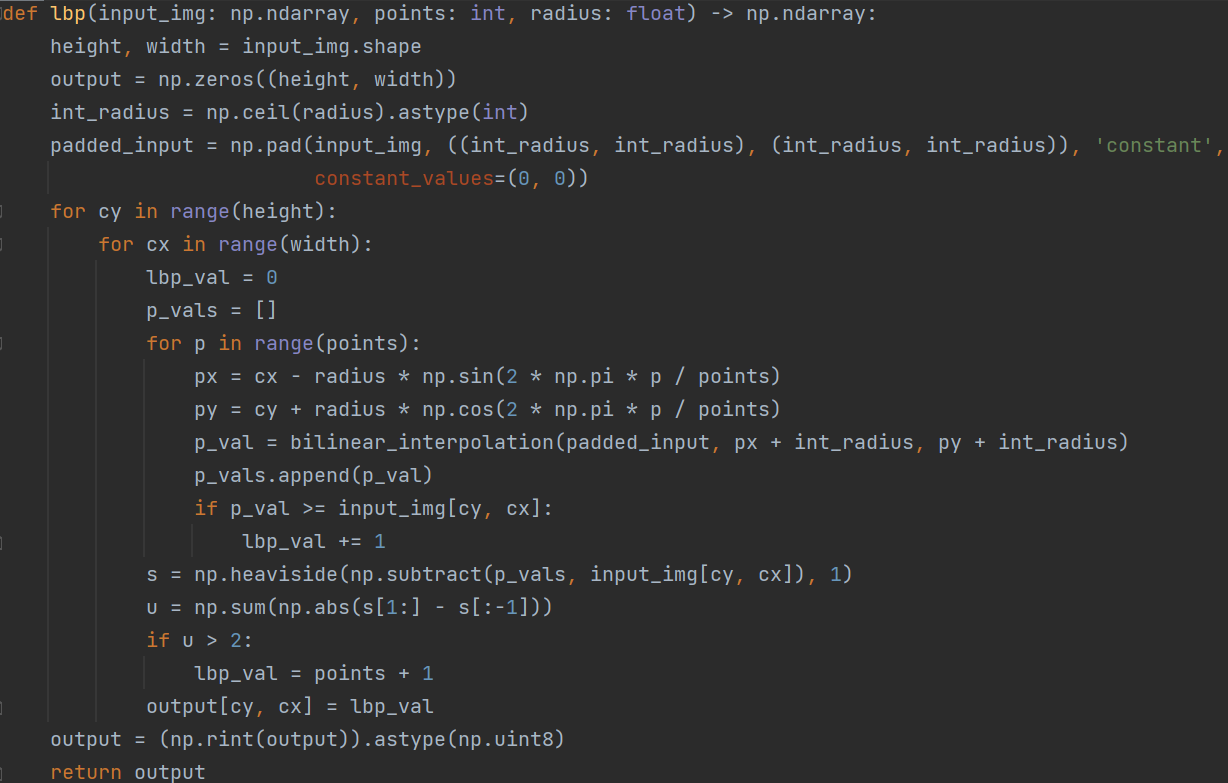 def lbp(input_img: np.ndarray, points: int, radius: float) -> np.ndarray:
    height, width = input_img.shape
    output = np.zeros((height, width))
    int_radius = np.ceil(radius).astype(int)
    padded_input = np.pad(input_img, ((int_radius, int_radius), (int_radius, int_radius)), 'constant',
                          constant_values=(0, 0))
    for cy in range(height):
        for cx in range(width):
            lbp_val = 0
            p_vals = []
            for p in range(points):
                px = cx - radius * np.sin(2 * np.pi * p / points)
                py = cy + radius * np.cos(2 * np.pi * p / points)
                p_val = bilinear_interpolation(padded_input, px + int_radius, py + int_radius)
                p_vals.append(p_val)
                if p_val >= input_img[cy, cx]:
                    lbp_val += 1
            s = np.heaviside(np.subtract(p_vals, input_img[cy, cx]), 1)
            u = np.sum(np.abs(s[1:] - s[:-1]))
            if u > 2:
                lbp_val = points + 1
            output[cy, cx] = lbp_val
    output = (np.rint(output)).astype(np.uint8)
    return output